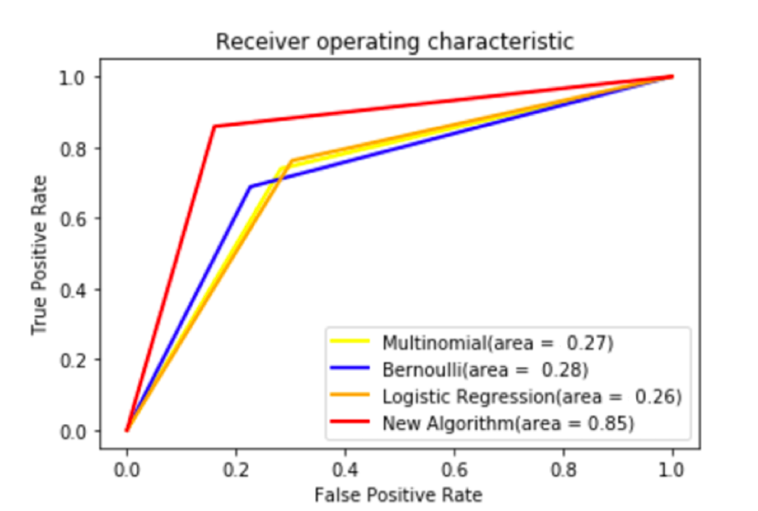 Receiver operating characteristic
1.0
0.8
0.6
0.4
0.2
0.0
True Positive Rate
Multinomial(area =  0.27)
Bernoulli(area =  0.28)
Logistic Regression(area =  0.26)
New Algorithm(area = 0.85)
0.0 0.2 0.4 0.6 0.8 1.0
False Positive Rate